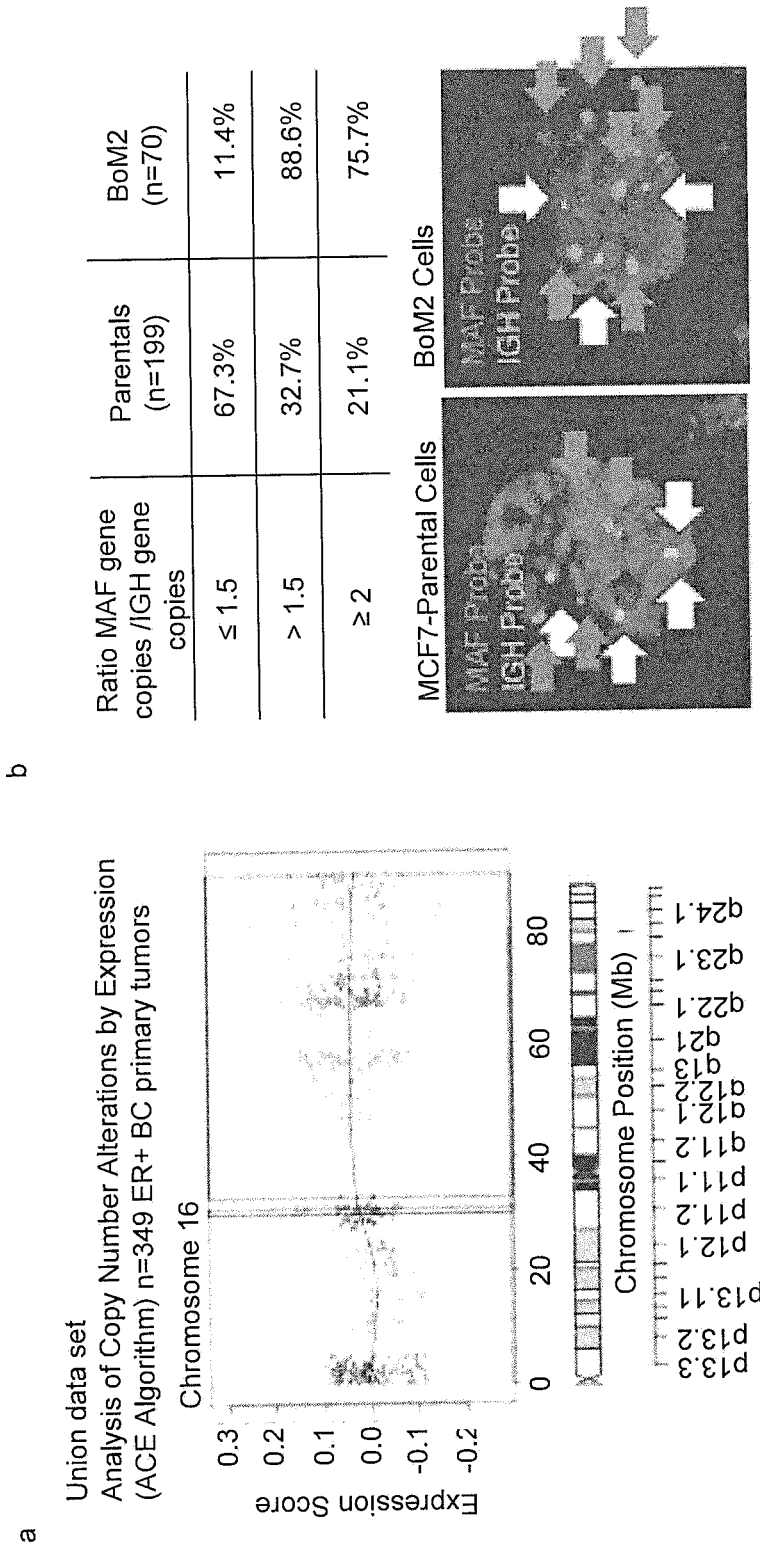 a
Union data set
Analysis of Copy Number Alterations by Expression
(ACE Algorithm) n=349 ER+ BC primary tumors
Chromosome 16
Expression Score
0.3
0.2
0.1
0.0
-0.1
-0.2
0 20 40 60 80
Chromosome Position (Mb)
p13.3 p13.2 p13.11 p12.1 p11.2 p11.1 q11.2 q12.1 q12.2 q13 q21 q22.1 q23.1 q24.1
b
Ratio MAF gene copies /IGH gene copies
Parentals (n=199)
BoM2 (n=70)
≤ 1.5 67.3% 11.4%
> 1.5 32.7% 88.6%
≥ 2 21.1% 75.7%
MCF7-Parental Cells
MAF Probe
IGH Probe
BoM2 Cells
MAF Probe
IGH Probe